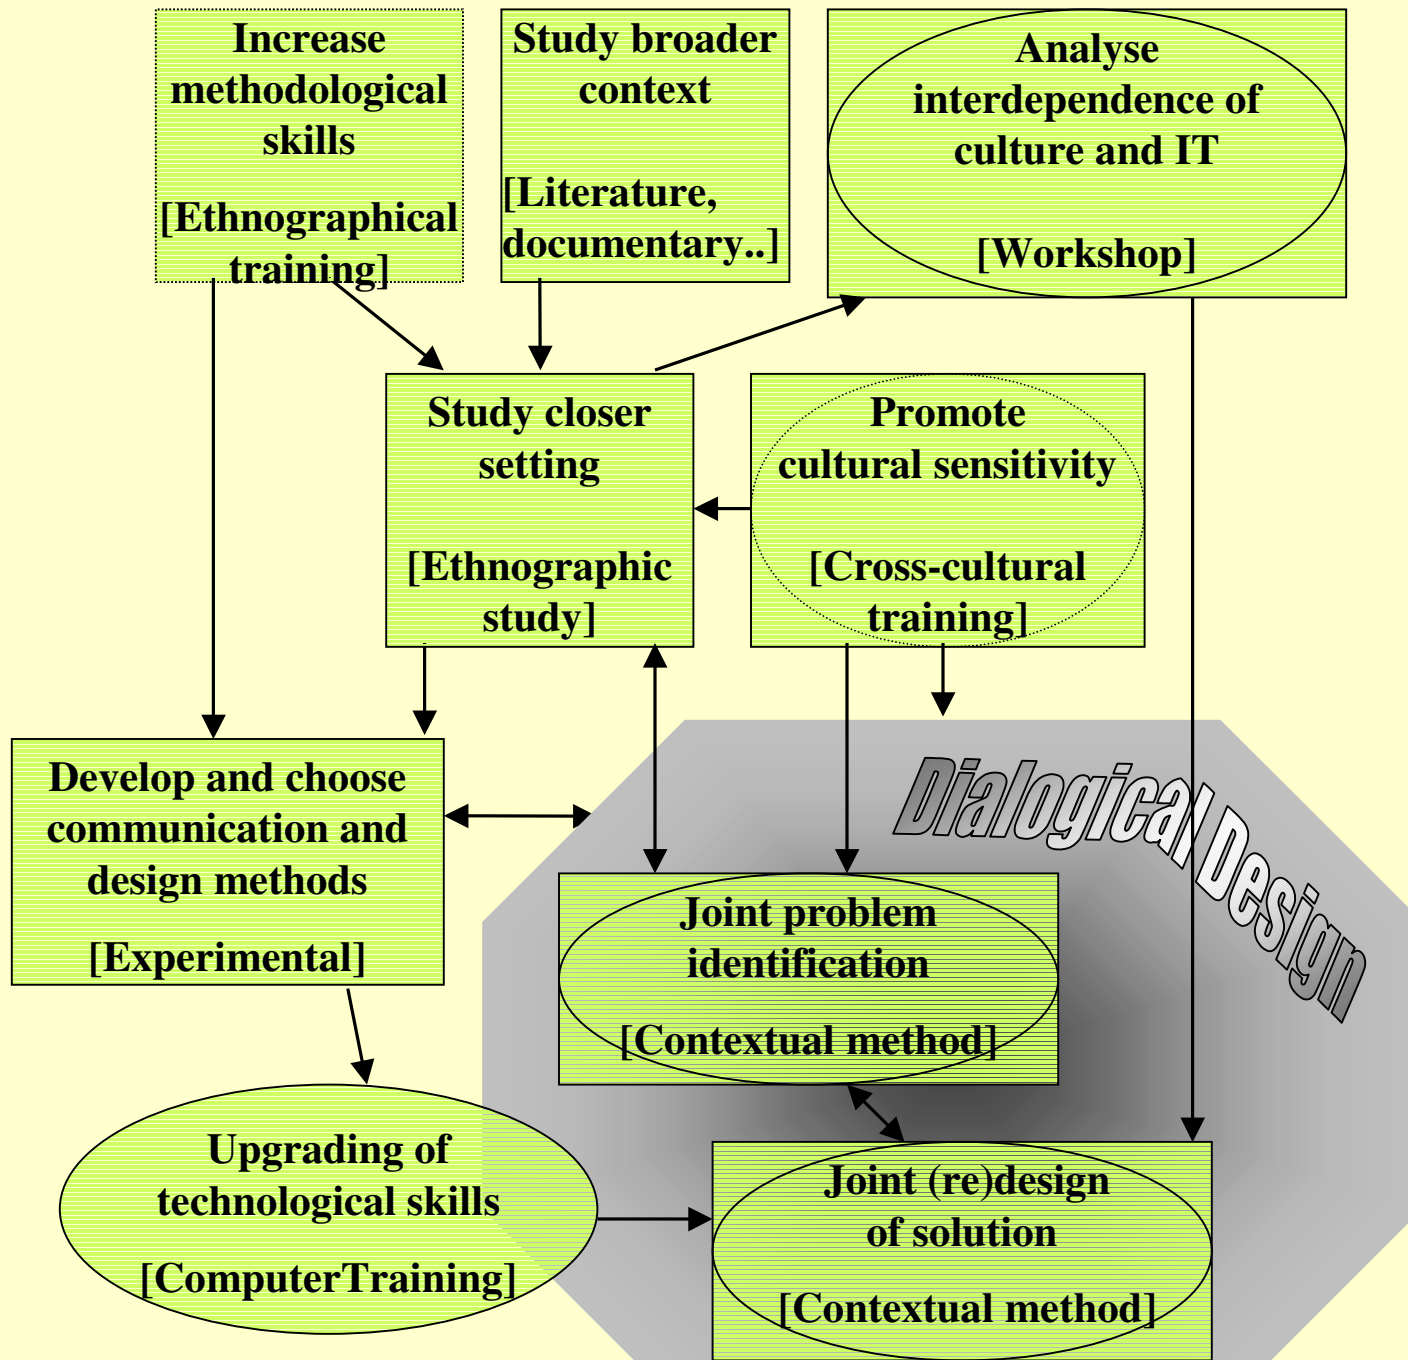 Increase
methodological
skills
[Ethnographical
training]
Study broader
context
[Literature,
documentary..]
Analyse
interdependence of
culture and IT
[Workshop]
Study closer
setting
[Ethnographic
study]
Promote
cultural sensitivity
[Cross-cultural
training]
Develop and choose
communication and
design methods
[Experimental]
Dialogical Design
Joint problem
identification
[Contextual method]
Upgrading of
technological skills
[ComputerTraining]
Joint (re)design
of solution
[Contextual method]